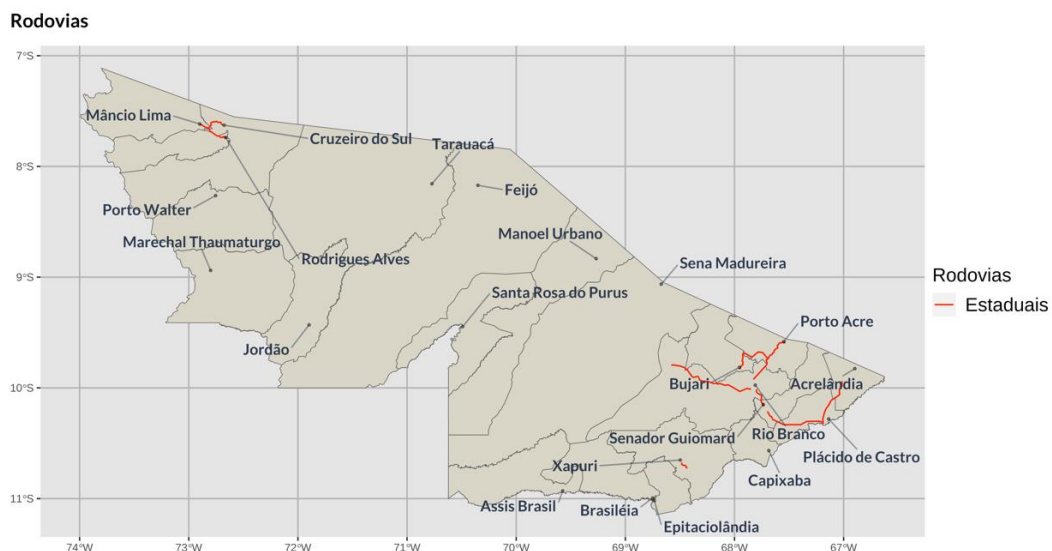 Rodovias
7°S
Mâncio Lima
Cruzeiro do Sul
Tarauacá
8°S
Feijó
Porto Walter
Manoel Urbano
Marechal Thaumaturgo
Rodrigues Alves
Sena Madureira
9°S
Rodovias
Santa Rosa do Purus
Estaduais
Porto Acre
Jordão
10°S
Bujari
Acrelândia
Senador Guiomard
Rio Branco
Plácido de Castro
Xapuri
Capixaba
11°S
Assis Brasil
Brasiléia
Epitaciolândia
74°W 73°W 72°W 71°W 70°W 69°W 68°W 67°W